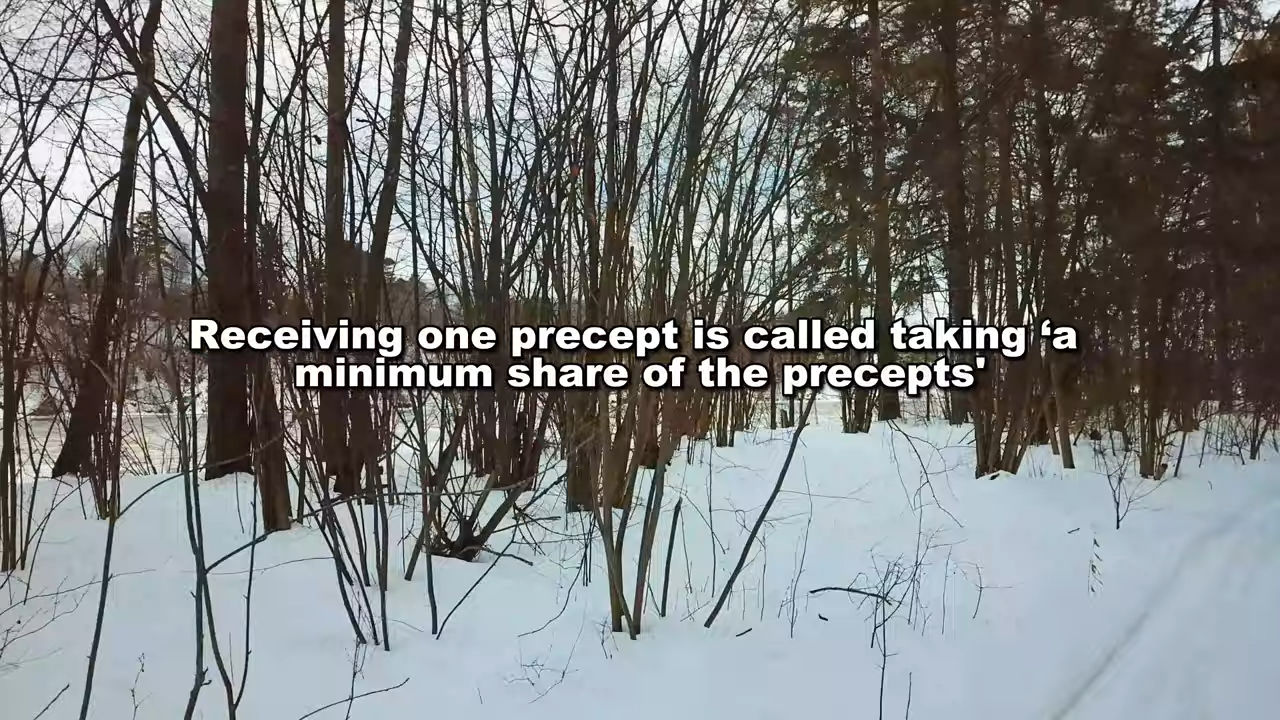 Receiving one precept is called taking ‘a
minimum share of the precepts'